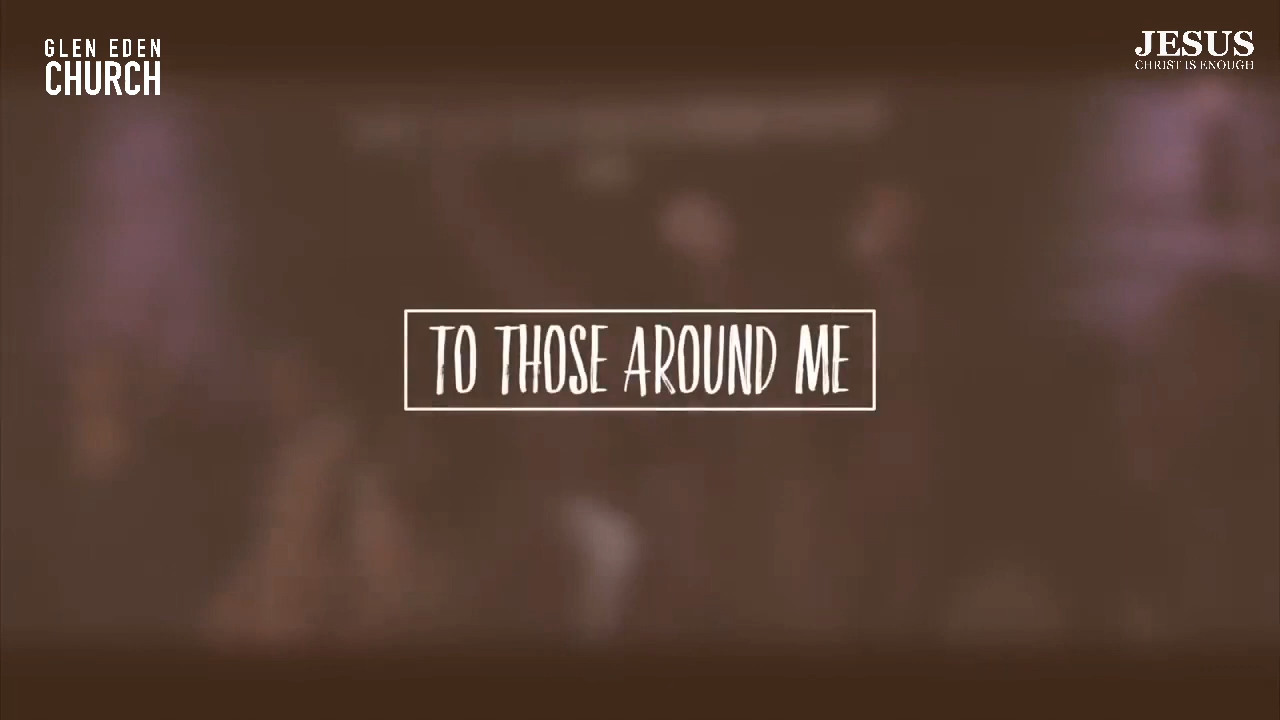 GLEN EDEN
CHURCH
JESUS
CHRIST IS ENOUGH
TO THOSE AROUND ME